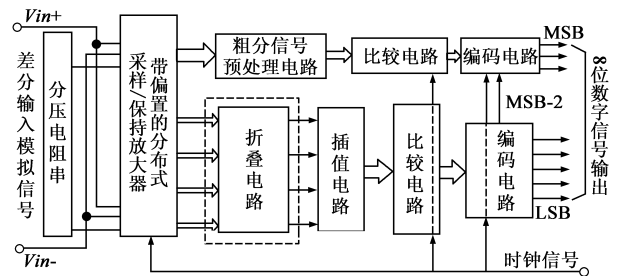 Vin+
差分输入模拟信号
Vin-
分压电阻串
带偏置的分布式
采样/保持放大器
粗分信号
预处理电路
比较电路
编码电路
MSB
MSB-2
折叠电路
插值电路
比较电路
编码电路
LSB
8位数字信号输出
时钟信号